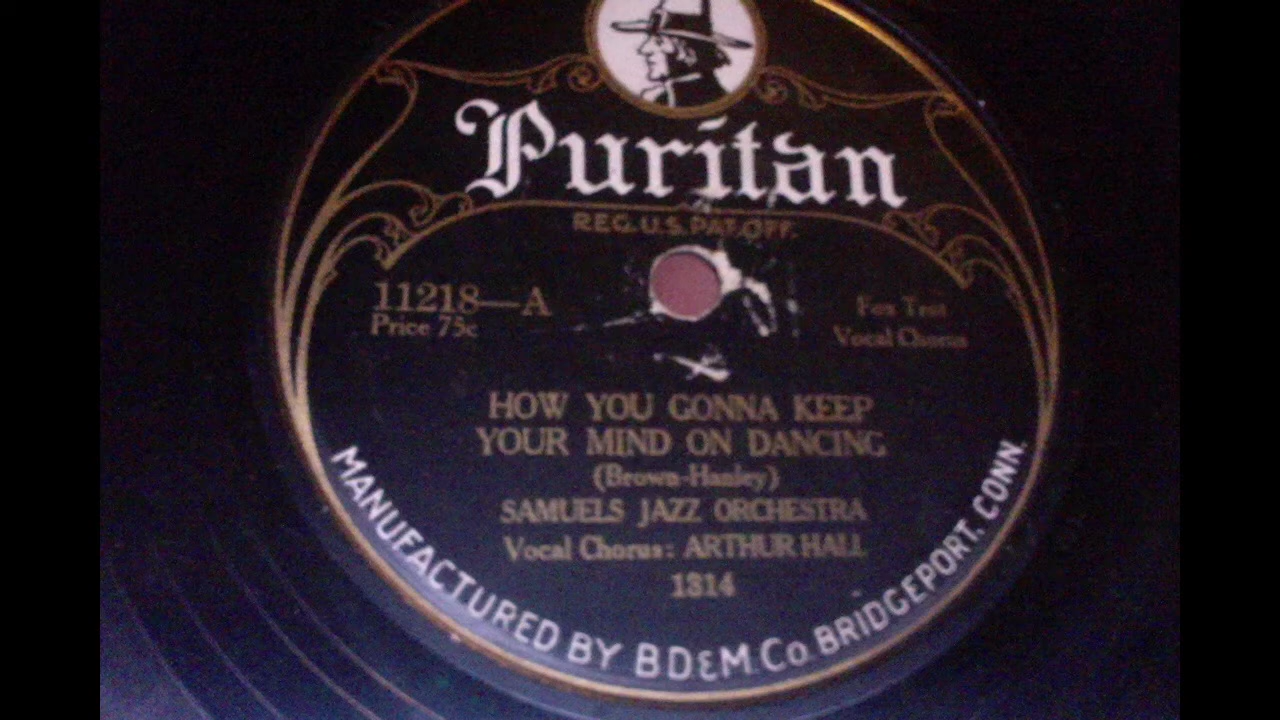 Puritan
REG. U.S. PAT. OFF.
11218—A
Price 75c
Fox Trot
Vocal Chorus
HOW YOU GONNA KEEP
YOUR MIND ON DANCING
(Brown-Hanley)
SAMUELS JAZZ ORCHESTRA
Vocal Chorus: ARTHUR HALL
1314
MANUFACTURED BY BD&M. Co. BRIDGEPORT, CONN.